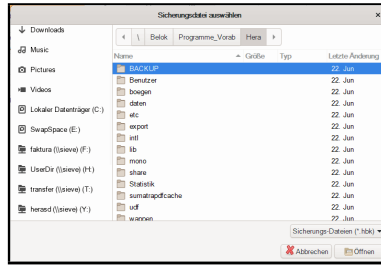 Sicherungsdatei auswählen ×
Downloads
Music
Pictures
Videos
Lokaler Datenträger (C:)
SwapSpace (E:)
faktura (\\sieve) (F:)
UserDir (\\sieve) (H:)
transfer (\\sieve) (T:)
herasd (\\sieve) (Y:)
\ Belok Programme_Vorab Hera
Name Größe Typ Letzte Änderung
BACKUP 22. Jun
Benutzer 22. Jun
boegen 22. Jun
daten 22. Jun
etc 22. Jun
export 22. Jun
intl 22. Jun
lib 22. Jun
mono 22. Jun
share 22. Jun
Statistik 22. Jun
sumatrapdfcache 22. Jun
udf 22. Jun
wappen 22. Jun
Sicherungs-Dateien (*.hbk)
Abbrechen Öffnen